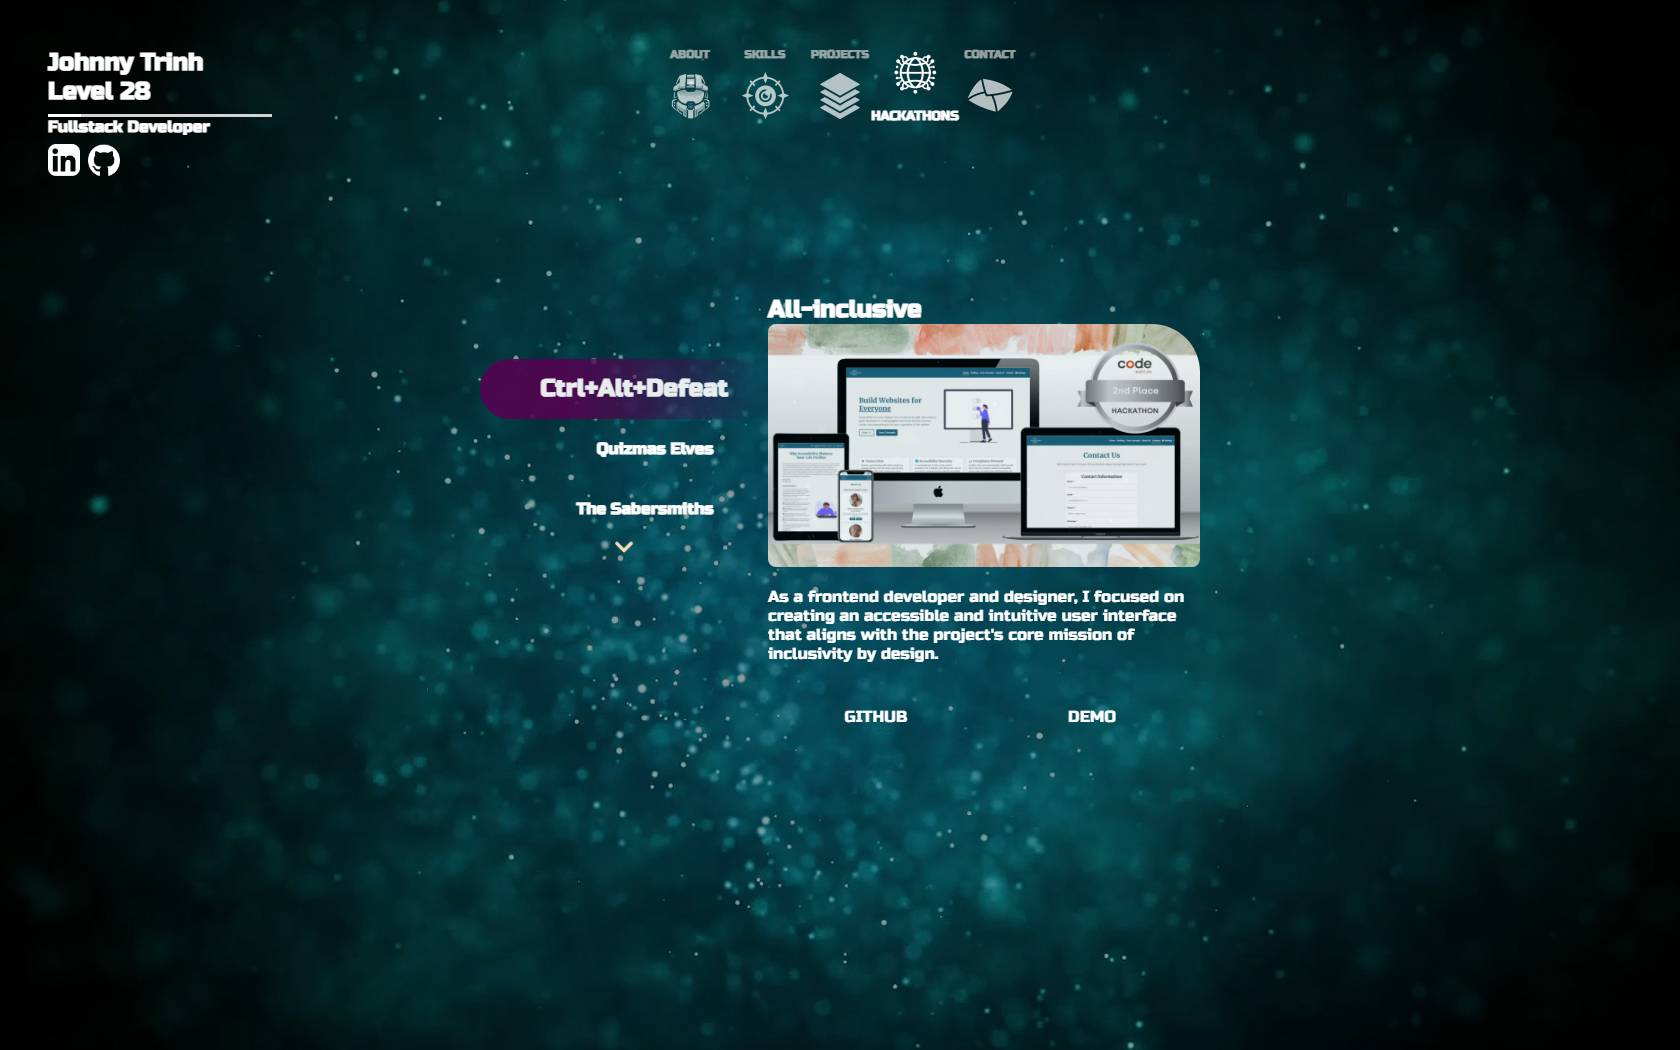 Johnny Trinh
Level 28
Fullstack Developer
in
ABOUT
SKILLS
PROJECTS
HACKATHONS
CONTACT
Ctrl+Alt+Defeat
Quizmas Elves
The Sabersmiths
All-inclusive
code
2nd Place
HACKATHON
Build Websites for
Everyone
Contact Us
Contact Information
As a frontend developer and designer, I focused on
creating an accessible and intuitive user interface
that aligns with the project's core mission of
inclusivity by design.
GITHUB
DEMO